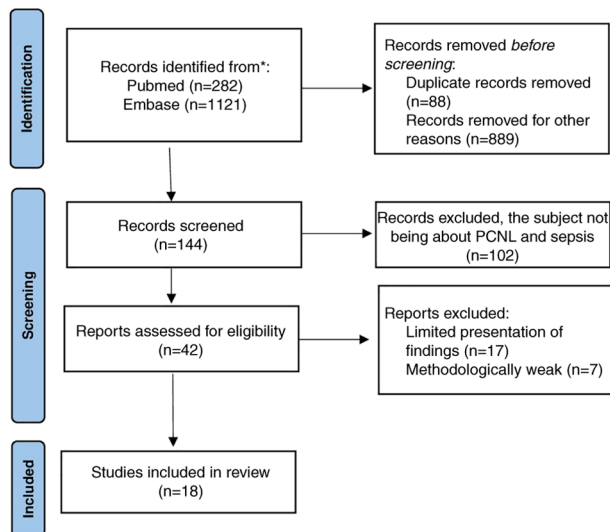 Identification
Records identified from*:
Pubmed (n=282)
Embase (n=1121)
Records removed before
screening:
Duplicate records removed
(n=88)
Records removed for other
reasons (n=889)
Screening
Records screened
(n=144)
Records excluded, the subject not
being about PCNL and sepsis
(n=102)
Reports assessed for eligibility
(n=42)
Reports excluded:
Limited presentation of
findings (n=17)
Methodologically weak (n=7)
Included
Studies included in review
(n=18)